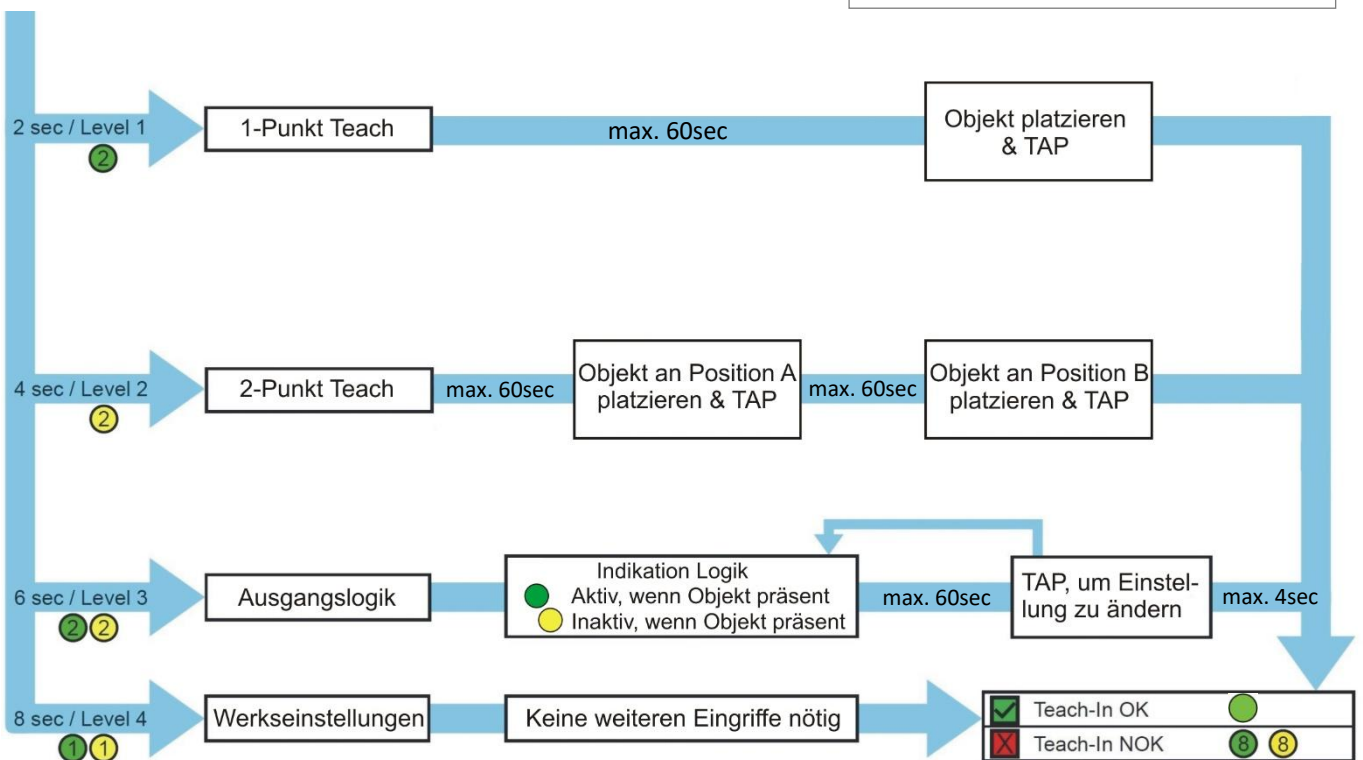 2 sec / Level 1
2
1-Punkt Teach
max. 60sec
Objekt platzieren
& TAP
4 sec / Level 2
2
2-Punkt Teach
max. 60sec
Objekt an Position A
platzieren & TAP
max. 60sec
Objekt an Position B
platzieren & TAP
6 sec / Level 3
2 2
Ausgangslogik
Indikation Logik
Aktiv, wenn Objekt präsent
Inaktiv, wenn Objekt präsent
max. 60sec
TAP, um Einstel-
lung zu ändern
max. 4sec
8 sec / Level 4
1 1
Werkseinstellungen
Keine weiteren Eingriffe nötig
Teach-In OK
Teach-In NOK 8 8